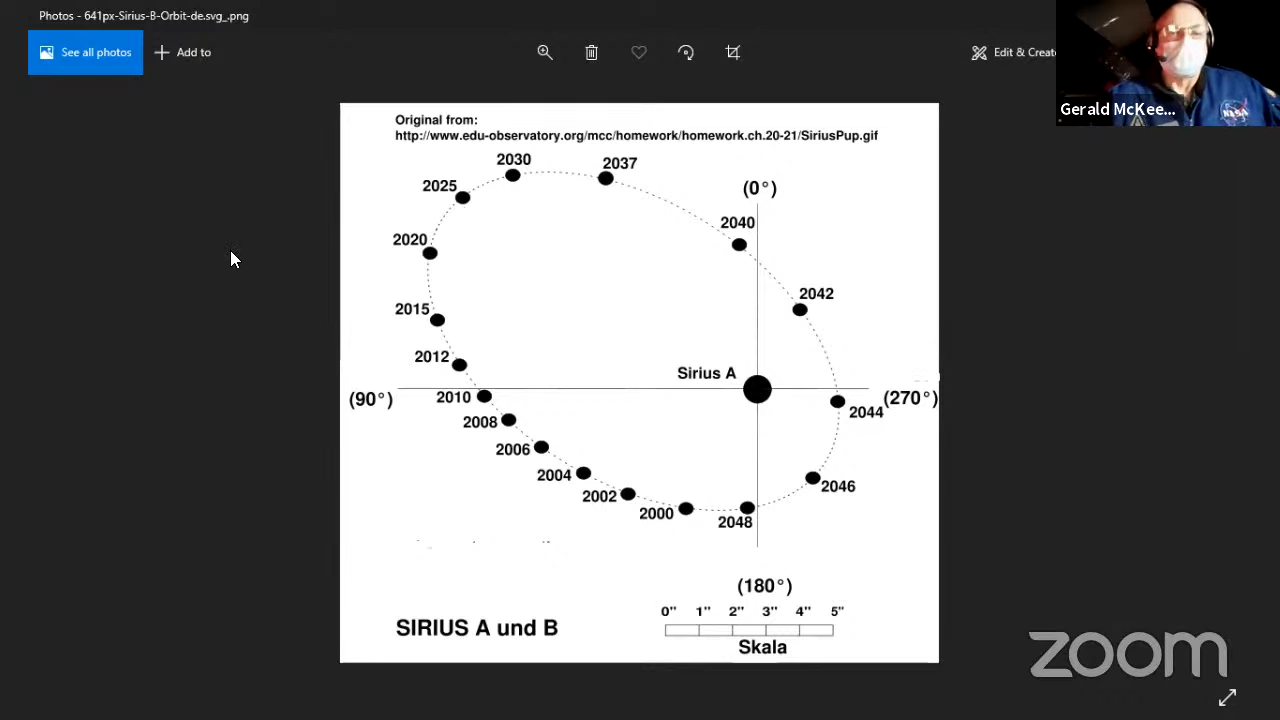 Photos - 641px-Sirius-B-Orbit-de.svg_.png
See all photos
Add to
Edit & Create
Gerald McKee...
NASA
Original from:
http://www.edu-observatory.org/mcc/homework/homework.ch.20-21/SiriusPup.gif
2030
2037
2025
(0°)
2040
2020
2042
2015
2012
Sirius A
(90°)
2010
(270°)
2044
2008
2006
2004
2046
2002
2000
2048
(180°)
0" 1" 2" 3" 4" 5"
SIRIUS A und B
Skala
zoom